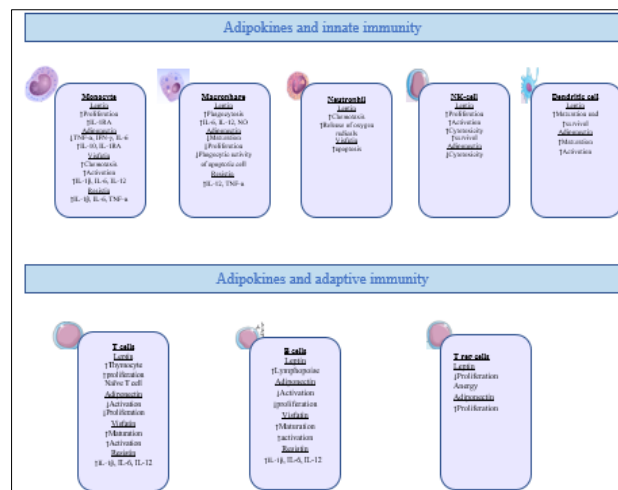 Adipokines and innate immunity
Monocyte
Leptin
↑Proliferation
↑IL-1RA
Adiponectin
↓TNF-α, IFN-γ, IL-6
↑IL-10, IL-1RA
Visfatin
↑Chemotaxis
↑Activation
↑IL-1β, IL-6, IL-12
Resistin
↑IL-1β, IL-6, TNF-α
Macrophage
Leptin
↑Phagocytosis
↑IL-6, IL-12, NO
Adiponectin
↓Maturation
↓Proliferation
↓Phagocytic activity
of apoptotic cell
Resistin
↑IL-12, TNF-α
Neutrophil
Leptin
↑Chemotaxis
↑Release of oxygen
radicals
Visfatin
↑apoptosis
NK-cell
Leptin
↑Proliferation
↑Activation
↑Cytotoxicity
↑survival
Adiponectin
↓Cytotoxicity
Dendritic cell
Leptin
↑Maturation and
↑survival
Adiponectin
↑Maturation
↑Activation
Adipokines and adaptive immunity
T cells
Leptin
↑Thymocyte
↑proliferation
Naïve T cell
Adiponectin
↓Activation
↓Proliferation
Visfatin
↑Maturation
↑Activation
Resistin
↑IL-1β, IL-6, IL-12
B cells
Leptin
↑Lymphopoise
Adiponectin
↓Activation
↓proliferation
Visfatin
↑Maturation
↑activation
Resistin
↑IL-1β, IL-6, IL-12
T reg cells
Leptin
↓Proliferation
Anergy
Adiponectin
↑Proliferation